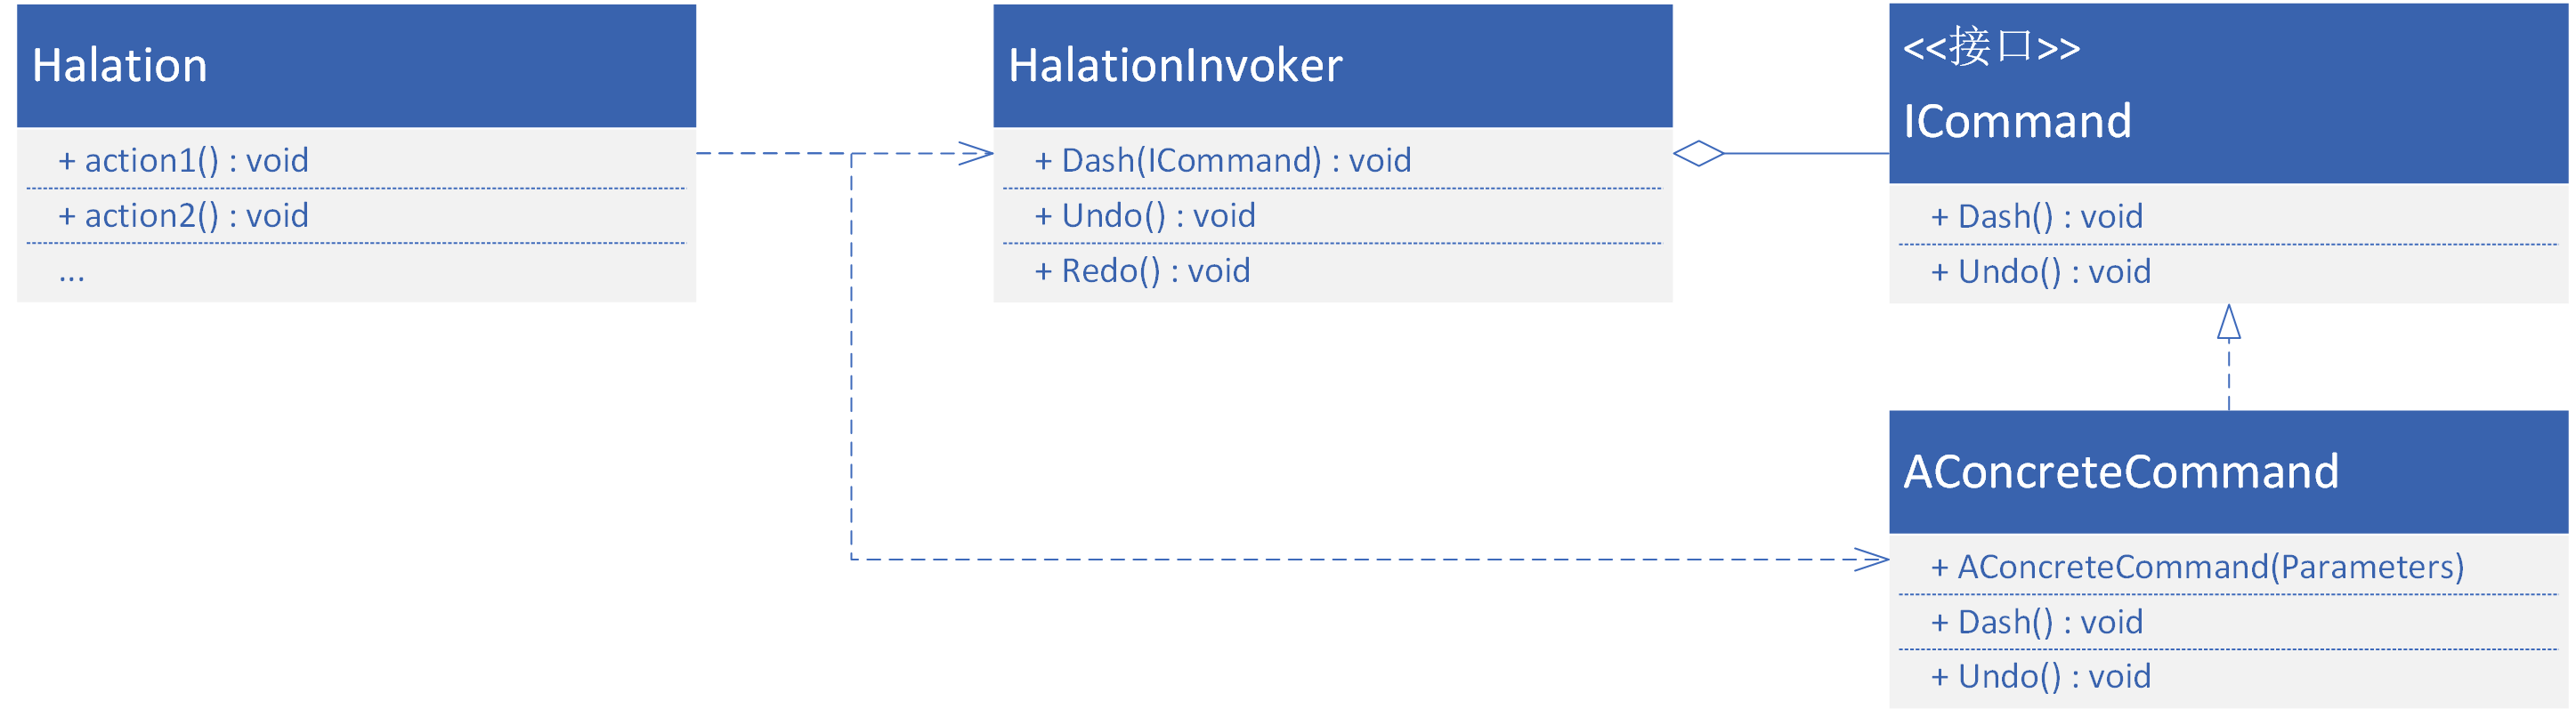 Halation
+ action1() : void
+ action2() : void
...
HalationInvoker
+ Dash(ICommand) : void
+ Undo() : void
+ Redo() : void
<<接口>>
ICommand
+ Dash() : void
+ Undo() : void
AConcreteCommand
+ AConcreteCommand(Parameters)
+ Dash() : void
+ Undo() : void